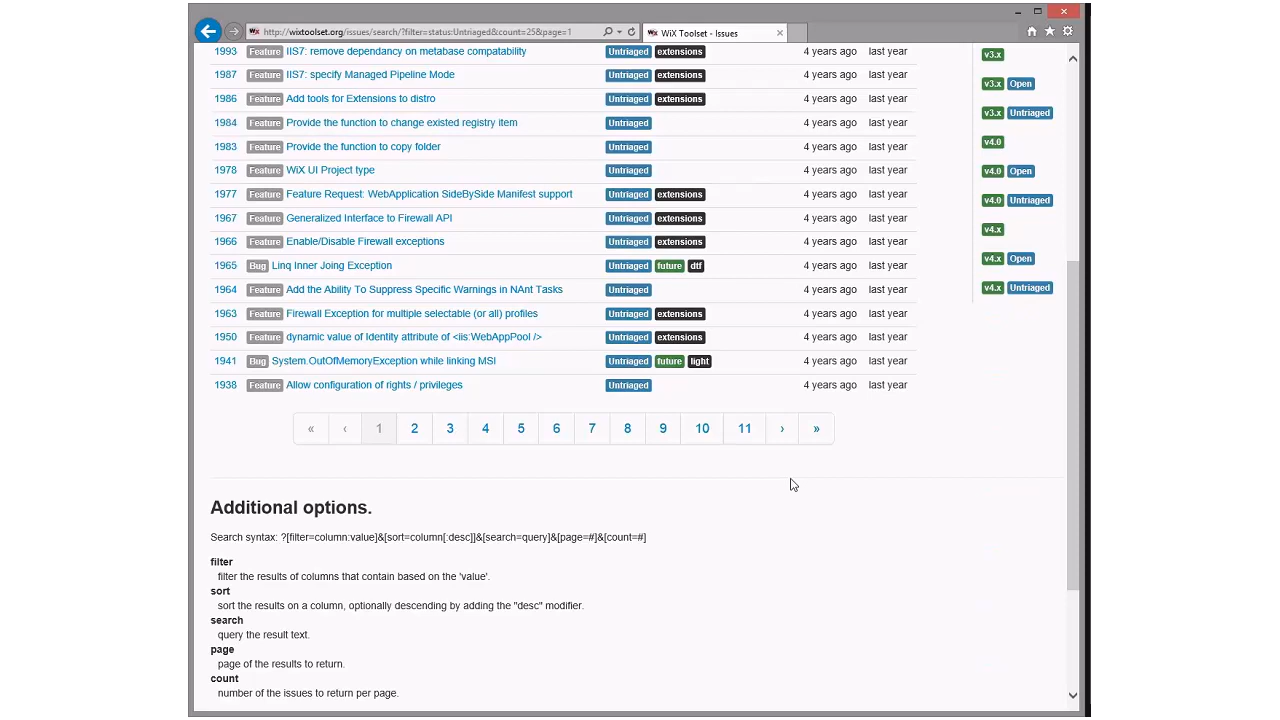 http://wixtoolset.org/issues/search/?filter=status:Untriaged&count=25&page=1
WiX Toolset - Issues
1993 Feature IIS7: remove dependancy on metabase compatability Untriaged extensions 4 years ago last year
1987 Feature IIS7: specify Managed Pipeline Mode Untriaged extensions 4 years ago last year
1986 Feature Add tools for Extensions to distro Untriaged extensions 4 years ago last year
1984 Feature Provide the function to change existed registry item Untriaged 4 years ago last year
1983 Feature Provide the function to copy folder Untriaged 4 years ago last year
1978 Feature WiX UI Project type Untriaged 4 years ago last year
1977 Feature Feature Request: WebApplication SideBySide Manifest support Untriaged extensions 4 years ago last year
1967 Feature Generalized Interface to Firewall API Untriaged extensions 4 years ago last year
1966 Feature Enable/Disable Firewall exceptions Untriaged extensions 4 years ago last year
1965 Bug Linq Inner Joing Exception Untriaged future dtf 4 years ago last year
1964 Feature Add the Ability To Suppress Specific Warnings in NAnt Tasks Untriaged 4 years ago last year
1963 Feature Firewall Exception for multiple selectable (or all) profiles Untriaged extensions 4 years ago last year
1950 Feature dynamic value of Identity attribute of <iis:WebAppPool /> Untriaged extensions 4 years ago last year
1941 Bug System.OutOfMemoryException while linking MSI Untriaged future light 4 years ago last year
1938 Feature Allow configuration of rights / privileges Untriaged 4 years ago last year
v3.x
v3.x Open
v3.x Untriaged
v4.0
v4.0 Open
v4.0 Untriaged
v4.x
v4.x Open
v4.x Untriaged
« ‹ 1 2 3 4 5 6 7 8 9 10 11 › »
Additional options.
Search syntax: ?[filter=column:value]&[sort=column[:desc]]&[search=query]&[page=#]&[count=#]
filter
filter the results of columns that contain based on the 'value'.
sort
sort the results on a column, optionally descending by adding the "desc" modifier.
search
query the result text.
page
page of the results to return.
count
number of the issues to return per page.